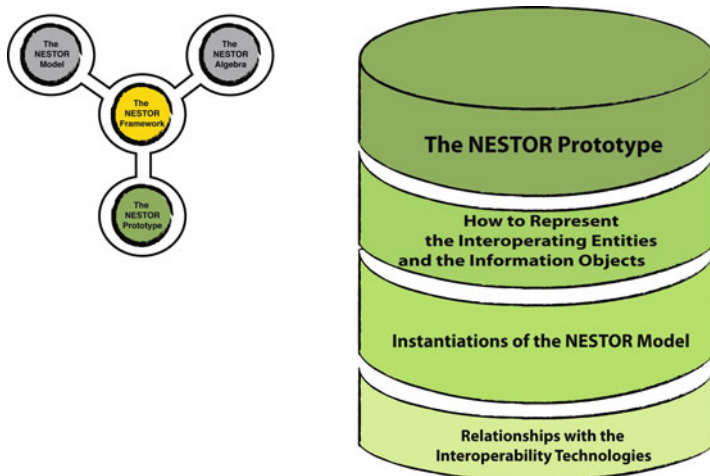 The
NESTOR
Model
The
NESTOR
Algebra
The
NESTOR
Framework
The
NESTOR
Prototype
The NESTOR Prototype
How to Represent
the Interoperating Entities
and the Information Objects
Instantiations of the NESTOR Model
Relationships with the
Interoperability Technologies